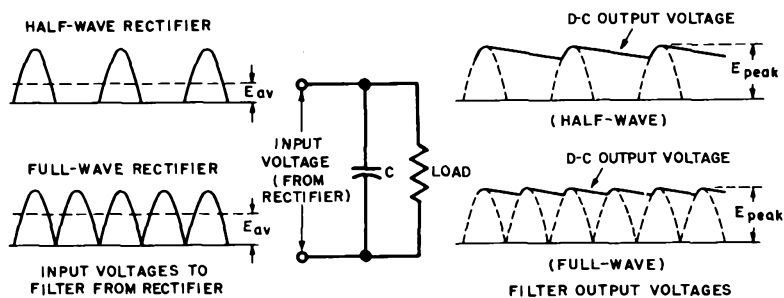 HALF-WAVE RECTIFIER
Eav
FULL-WAVE RECTIFIER
Eav
INPUT VOLTAGES TO
FILTER FROM RECTIFIER
INPUT
VOLTAGE
(FROM
RECTIFIER)
C
LOAD
D-C OUTPUT VOLTAGE
Epeak
(HALF-WAVE)
D-C OUTPUT VOLTAGE
Epeak
(FULL-WAVE)
FILTER OUTPUT VOLTAGES